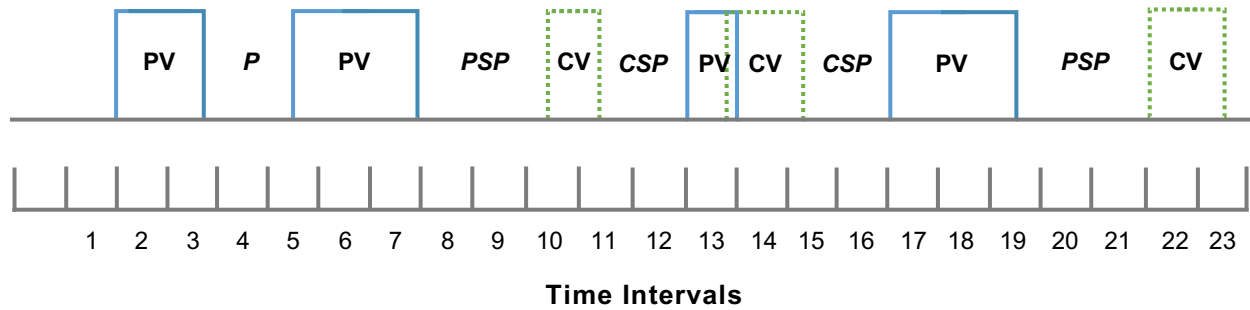 PV P PV PSP CV CSP PV CV CSP PV PSP CV
1 2 3 4 5 6 7 8 9 10 11 12 13 14 15 16 17 18 19 20 21 22 23
Time Intervals